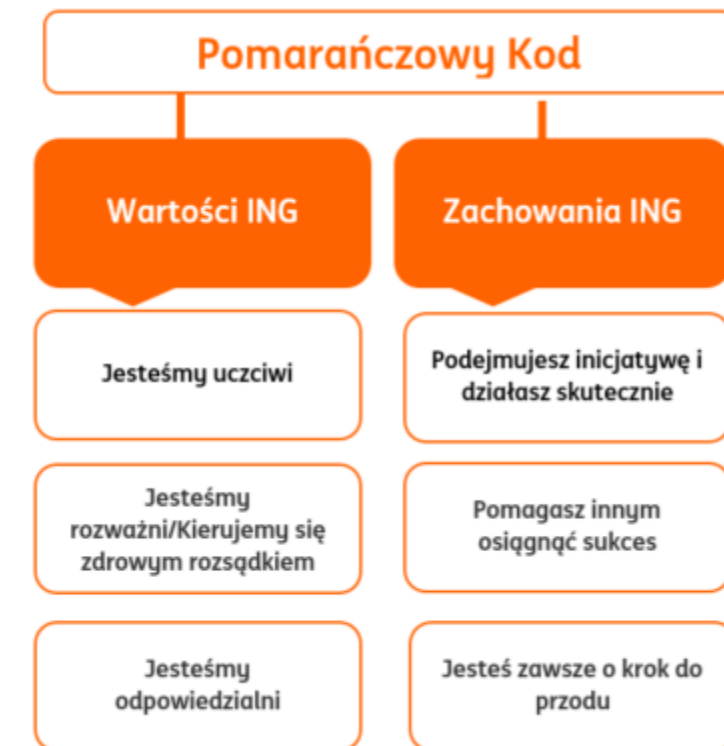 Pomarańczowy Kod
Wartości ING
Zachowania ING
Jesteśmy uczciwi
Podejmujesz inicjatywę i
działasz skutecznie
Jesteśmy
rozważni/Kierujemy się
zdrowym rozsądkiem
Pomagasz innym
osiągnąć sukces
Jesteśmy
odpowiedzialni
Jesteś zawsze o krok do
przodu